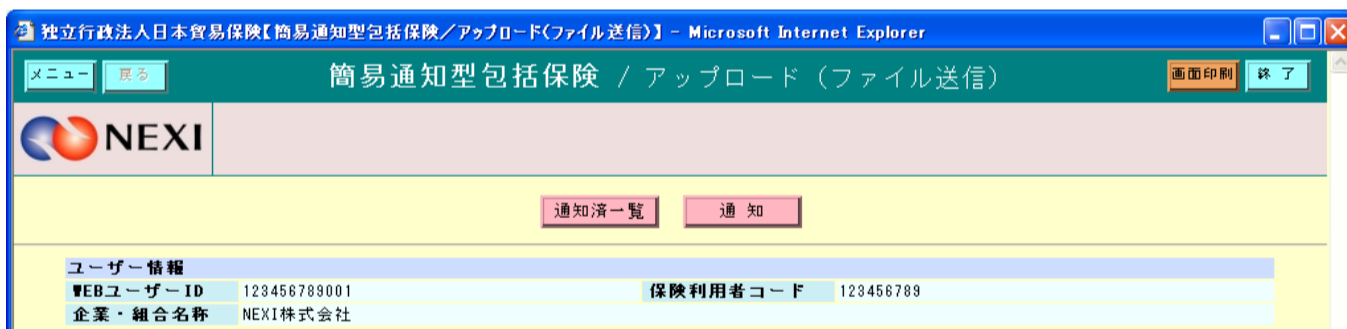 独立行政法人日本貿易保険【簡易通知型包括保険/アップロード(ファイル送信)】 - Microsoft Internet Explorer
メニュー 戻る 簡易通知型包括保険 / アップロード（ファイル送信） 画面印刷 終 了
NEXI
通知済一覧 通 知
ユーザー情報
WEBユーザーID 123456789001 保険利用者コード 123456789
企業・組合名称 NEXI株式会社